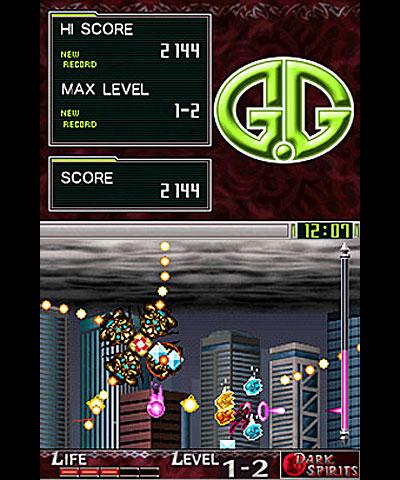 HI SCORE
NEW RECORD 2144
MAX LEVEL
NEW RECORD 1-2
G.G
SCORE
2144
12:07
LIFE LEVEL 1-2 DARK SPIRITS